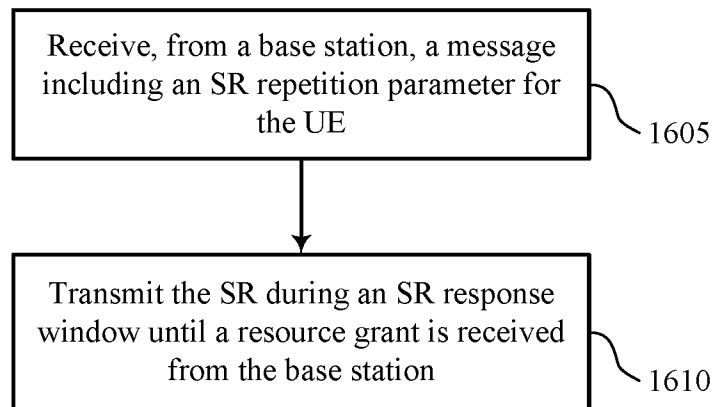 Receive, from a base station, a message
including an SR repetition parameter for
the UE
1605
Transmit the SR during an SR response
window until a resource grant is received
from the base station
1610